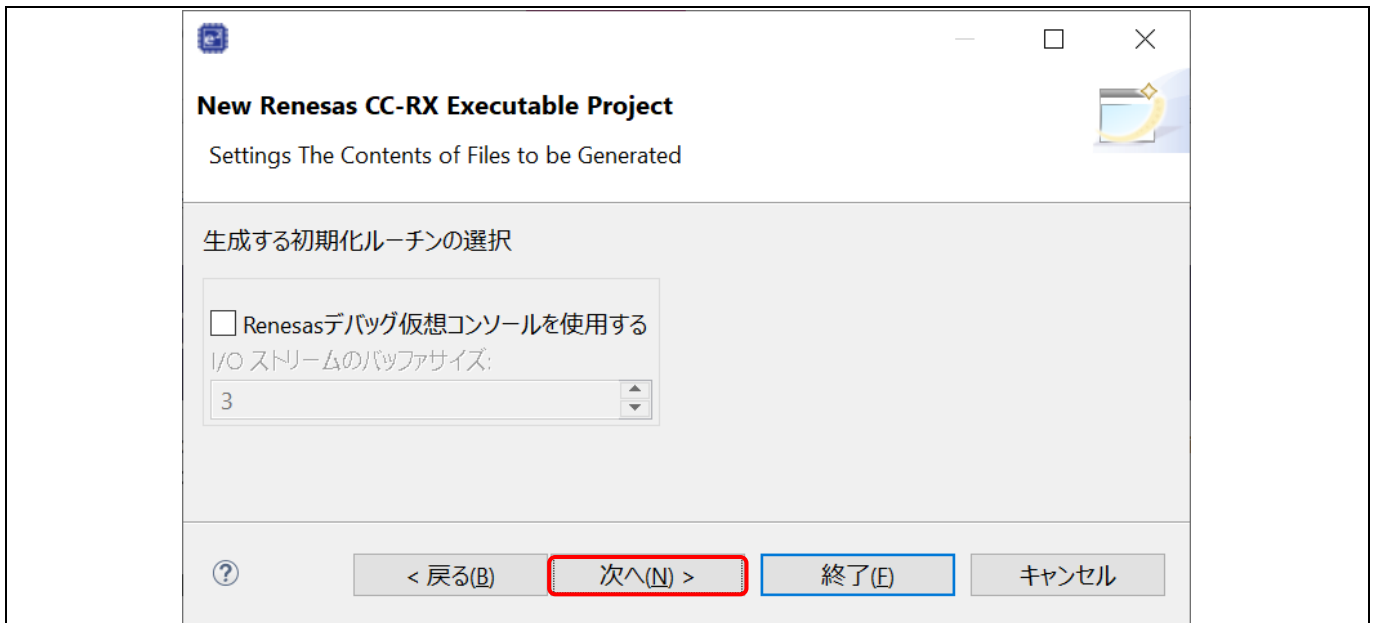 New Renesas CC-RX Executable Project
Settings The Contents of Files to be Generated
生成する初期化ルーチンの選択
Renesasデバッグ仮想コンソールを使用する
I/O ストリームのバッファサイズ:
3
< 戻る(B)
次へ(N) >
終了(F)
キャンセル